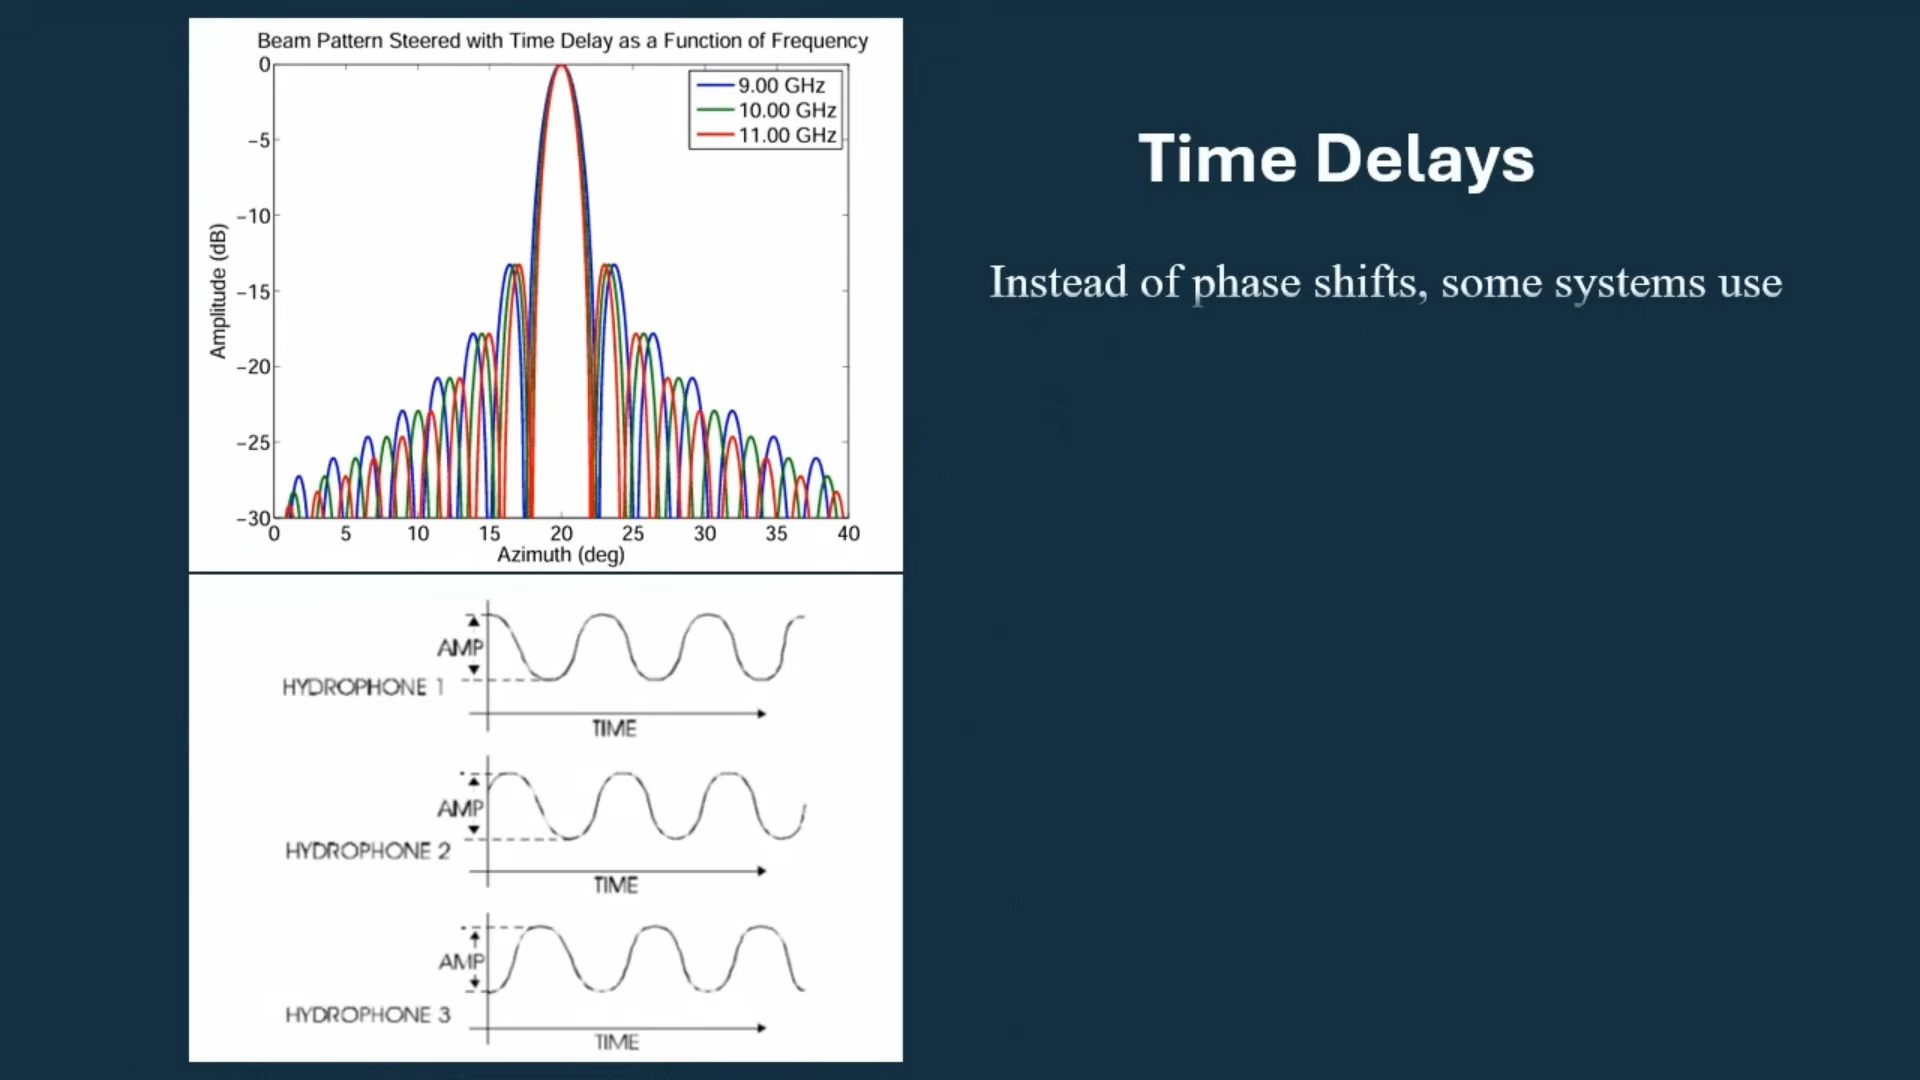 Beam Pattern Steered with Time Delay as a Function of Frequency
0
−5
−10
−15
−20
−25
−30
Amplitude (dB)
9.00 GHz
10.00 GHz
11.00 GHz
0 5 10 15 20 25 30 35 40
Azimuth (deg)
AMP
HYDROPHONE 1
TIME
AMP
HYDROPHONE 2
TIME
AMP
HYDROPHONE 3
TIME
Time Delays
Instead of phase shifts, some systems use